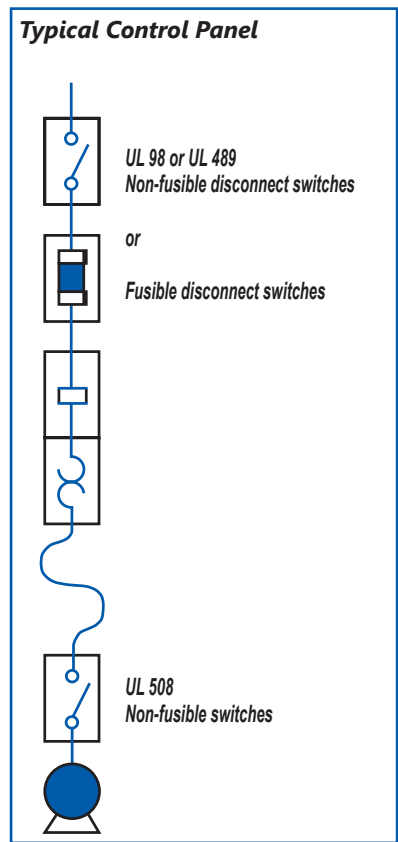 Typical Control Panel
UL 98 or UL 489
Non-fusible disconnect switches
or
Fusible disconnect switches
UL 508
Non-fusible switches